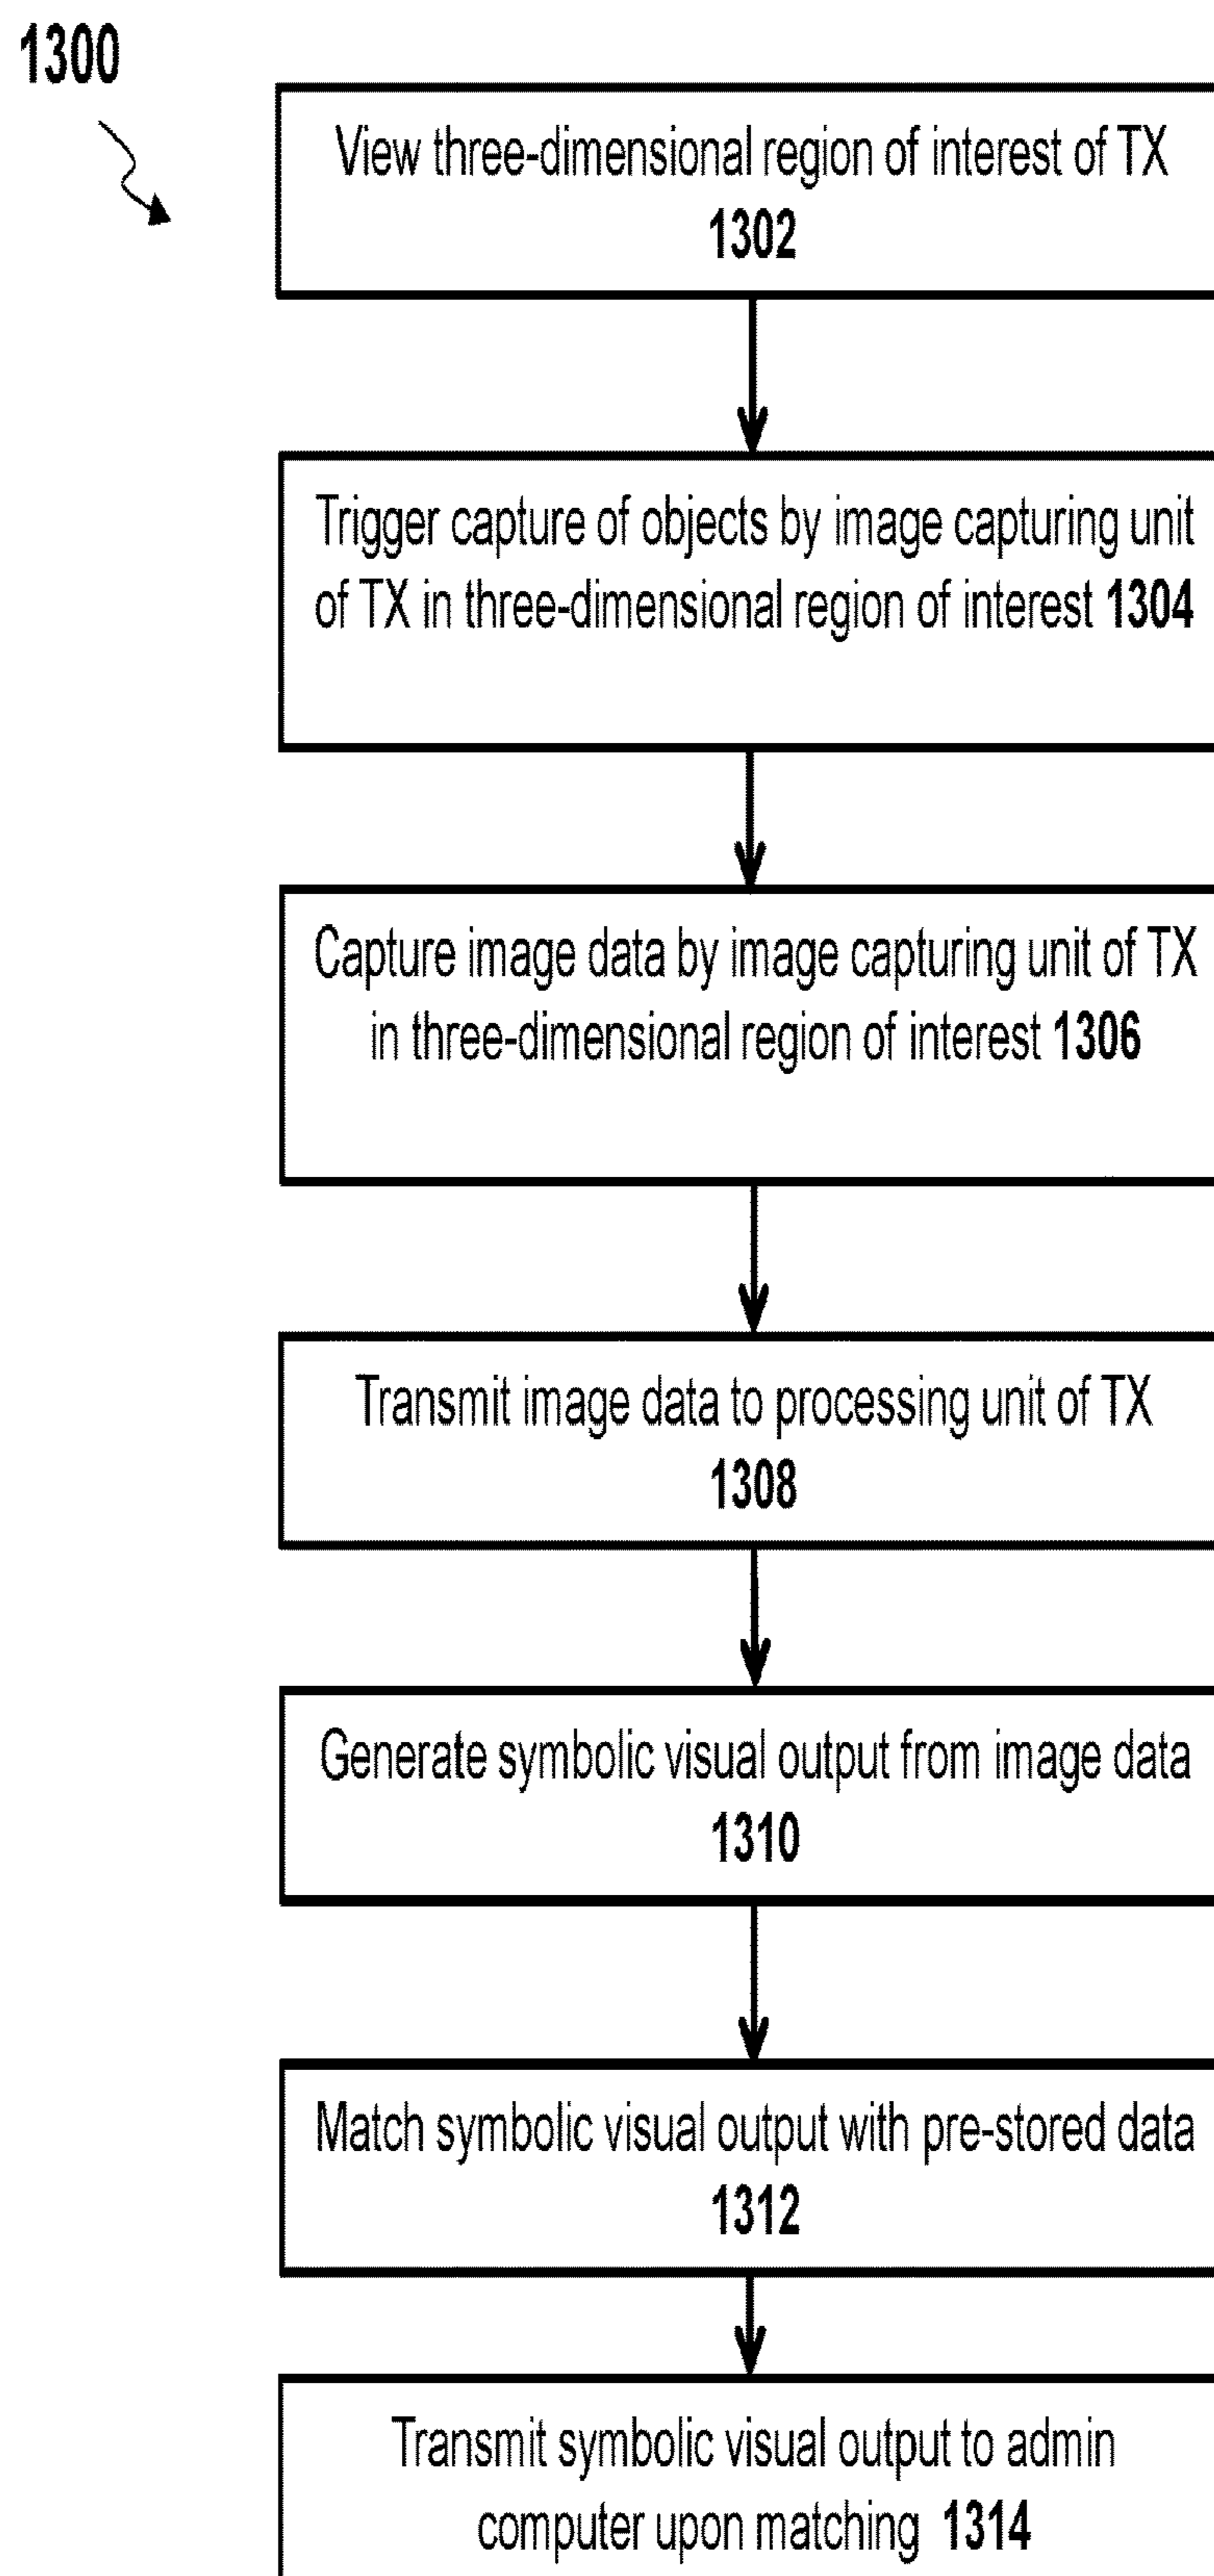 1300
View three-dimensional region of interest of TX
1302
Trigger capture of objects by image capturing unit
of TX in three-dimensional region of interest 1304
Capture image data by image capturing unit of TX
in three-dimensional region of interest 1306
Transmit image data to processing unit of TX
1308
Generate symbolic visual output from image data
1310
Match symbolic visual output with pre-stored data
1312
Transmit symbolic visual output to admin
computer upon matching 1314